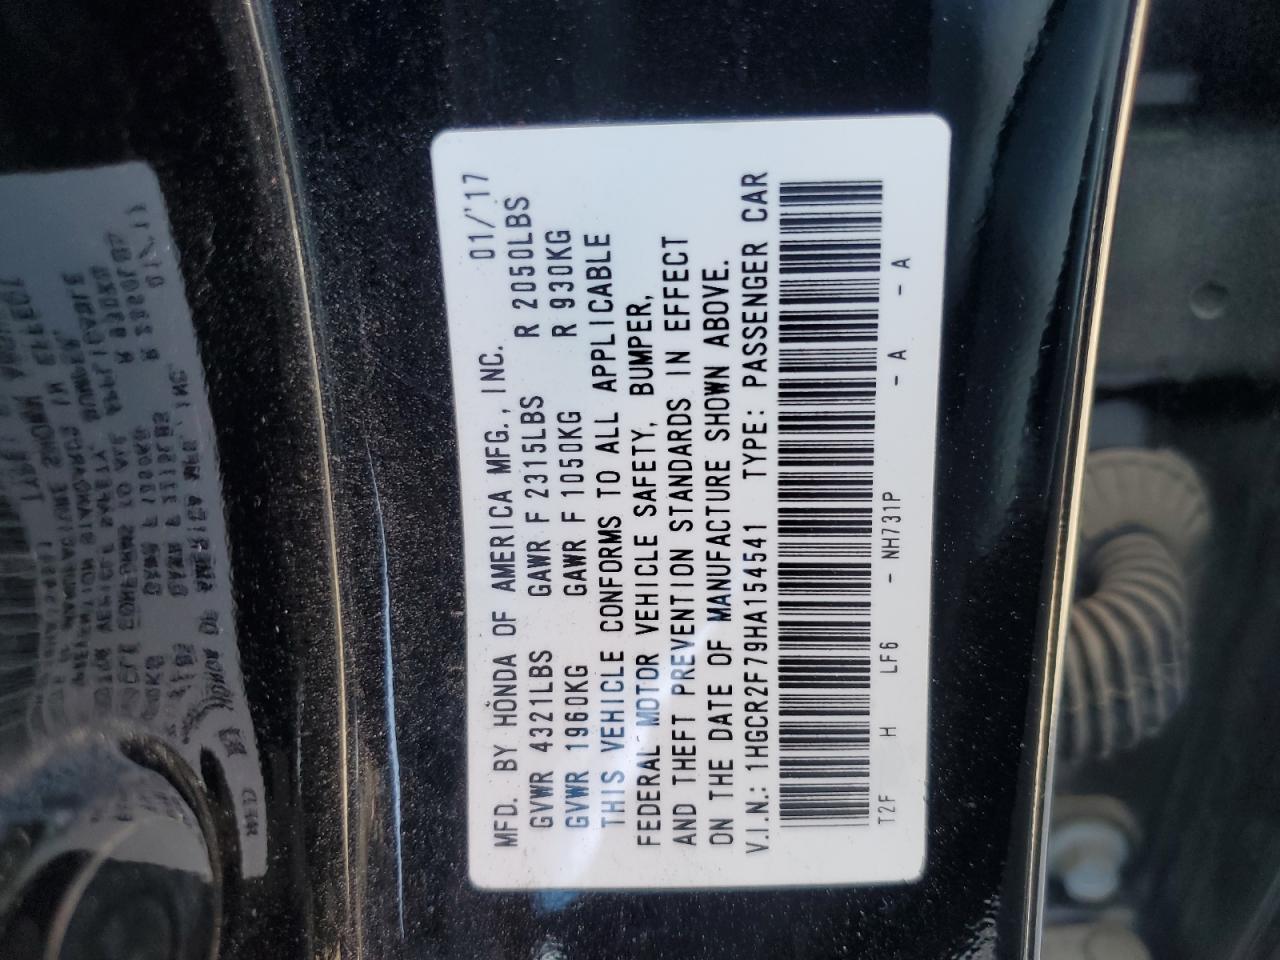 MFD. BY HONDA OF AMERICA MFG., INC. 01/'17
GVWR 4321LBS GAWR F 2315LBS R 2050LBS
GVWR 1960KG GAWR F 1050KG R 930KG
THIS VEHICLE CONFORMS TO ALL APPLICABLE
FEDERAL MOTOR VEHICLE SAFETY, BUMPER,
AND THEFT PREVENTION STANDARDS IN EFFECT
ON THE DATE OF MANUFACTURE SHOWN ABOVE.
V.I.N.: 1HGCR2F79HA154541 TYPE: PASSENGER CAR
T2F H LF6 - NH731P - A - A